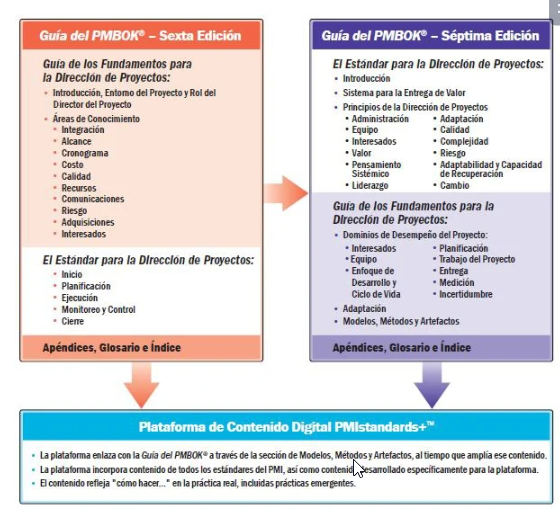 Guía del PMBOK® – Sexta Edición
Guía de los Fundamentos para
la Dirección de Proyectos:
• Introducción, Entorno del Proyecto y Rol del
Director del Proyecto
• Áreas de Conocimiento
• Integración
• Alcance
• Cronograma
• Costo
• Calidad
• Recursos
• Comunicaciones
• Riesgo
• Adquisiciones
• Interesados
El Estándar para la Dirección de Proyectos:
• Inicio
• Planificación
• Ejecución
• Monitoreo y Control
• Cierre
Apéndices, Glosario e Índice
Guía del PMBOK® – Séptima Edición
El Estándar para la Dirección de Proyectos:
• Introducción
• Sistema para la Entrega de Valor
• Principios de la Dirección de Proyectos
• Administración
• Equipo
• Interesados
• Valor
• Pensamiento
Sistémico
• Liderazgo
• Adaptación
• Calidad
• Complejidad
• Riesgo
• Adaptabilidad y Capacidad
de Recuperación
• Cambio
Guía de los Fundamentos para la
Dirección de Proyectos:
• Dominios de Desempeño del Proyecto:
• Interesados
• Equipo
• Enfoque de
Desarrollo y
Ciclo de Vida
• Planificación
• Trabajo del Proyecto
• Entrega
• Medición
• Incertidumbre
• Adaptación
• Modelos, Métodos y Artefactos
Apéndices, Glosario e Índice
Plataforma de Contenido Digital PMIstandards+™
• La plataforma enlaza con la Guía del PMBOK® a través de la sección de Modelos, Métodos y Artefactos, al tiempo que amplía ese contenido.
• La plataforma incorpora contenido de todos los estándares del PMI, así como contenido desarrollado específicamente para la plataforma.
• El contenido refleja "cómo hacer..." en la práctica real, incluidas prácticas emergentes.